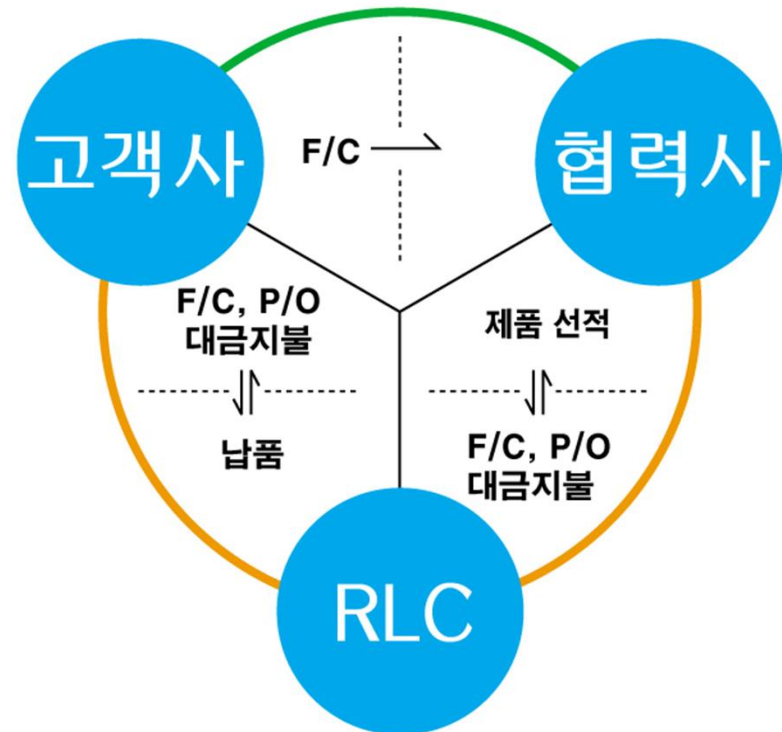 고객사
협력사
F/C
F/C, P/O
대금지불
납품
제품 선적
F/C, P/O
대금지불
RLC